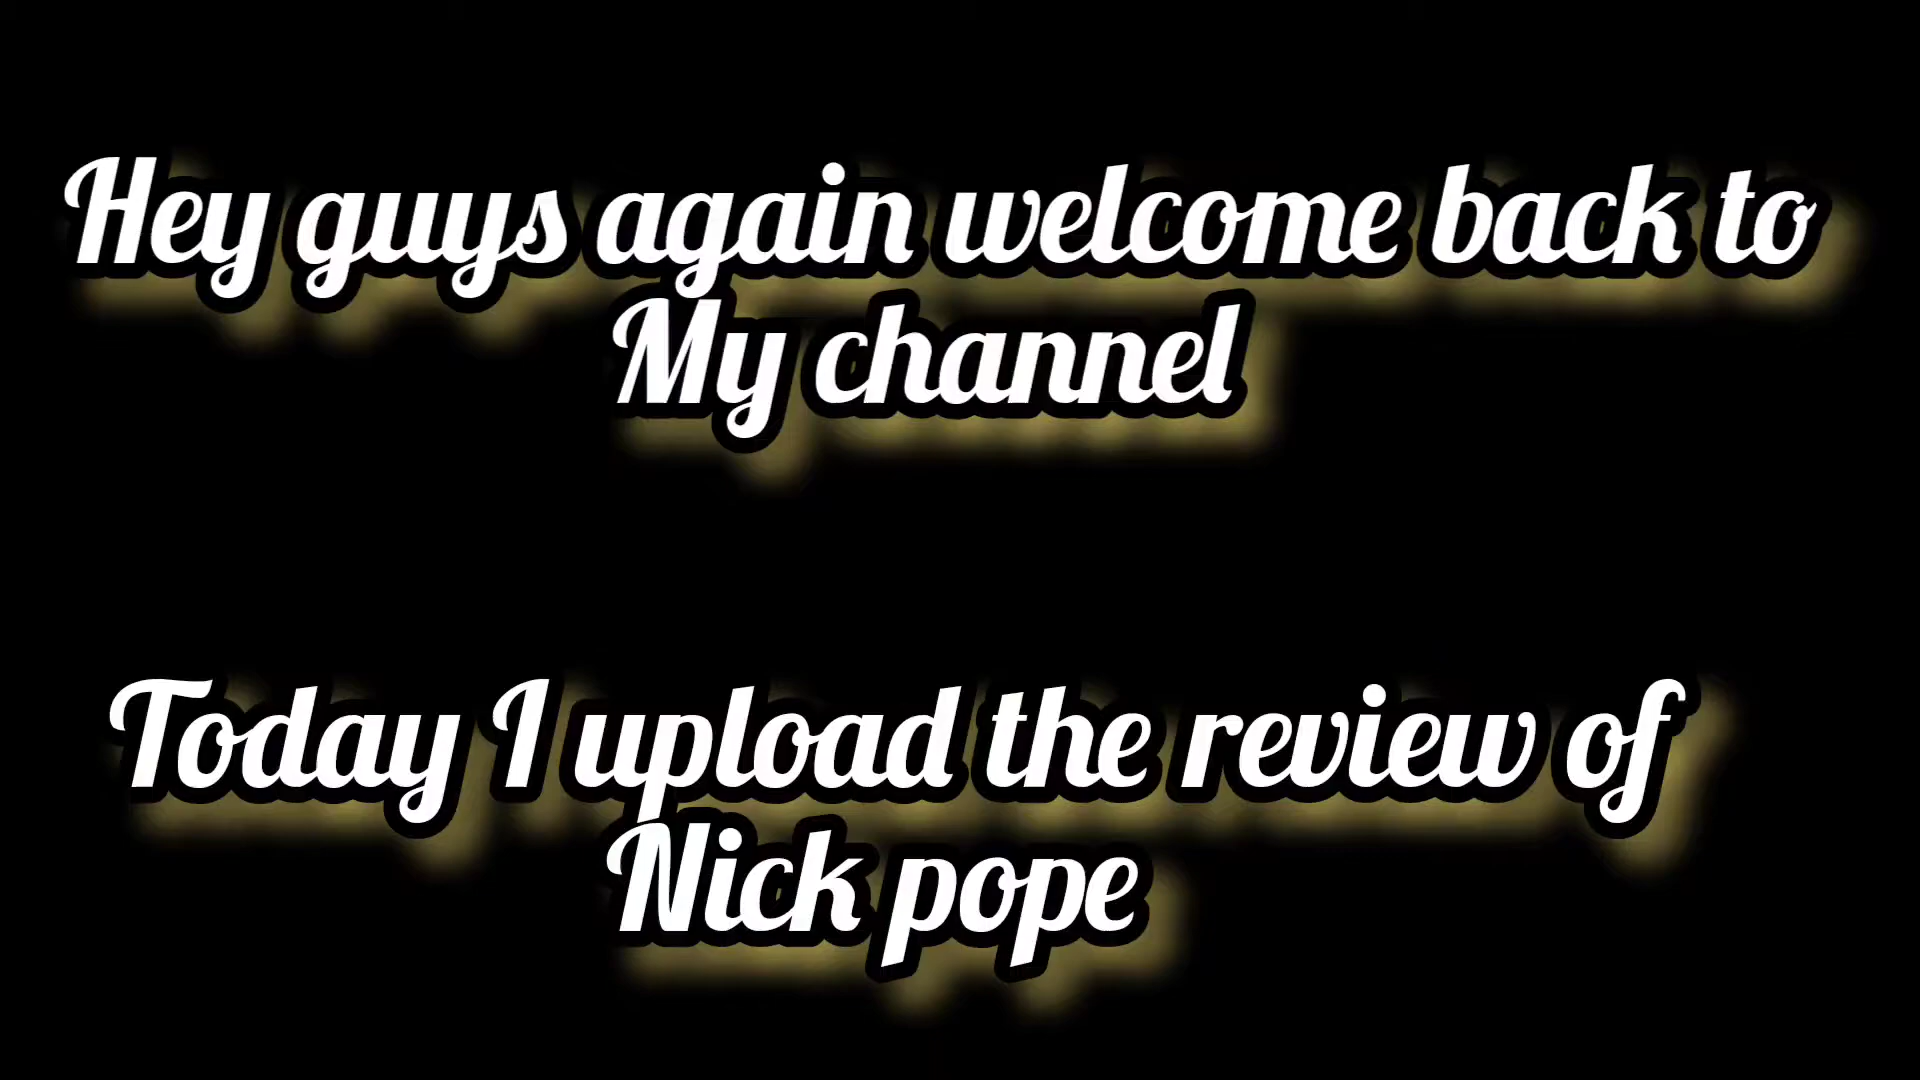 Hey guys again welcome back to
My channel
Today I upload the review of
Nick pope